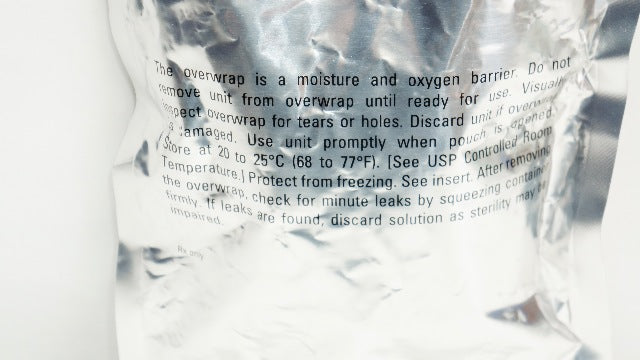 The overwrap is a moisture and oxygen barrier. Do not
remove unit from overwrap until ready for use. Visually
inspect overwrap for tears or holes. Discard unit if overwrap
is damaged. Use unit promptly when pouch is opened.
Store at 20 to 25°C (68 to 77°F). [See USP Controlled Room
Temperature.] Protect from freezing. See insert. After removing
the overwrap, check for minute leaks by squeezing container
firmly. If leaks are found, discard solution as sterility may be
impaired.
Rx only